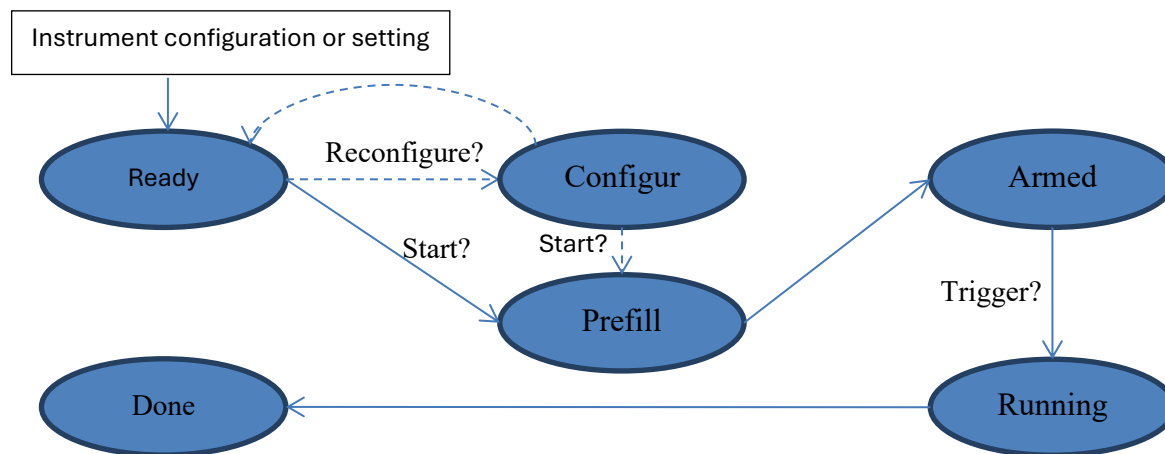 Instrument configuration or setting
Reconfigure?
Ready
Configur
Armed
Start?
Start?
Trigger?
Prefill
Done
Running